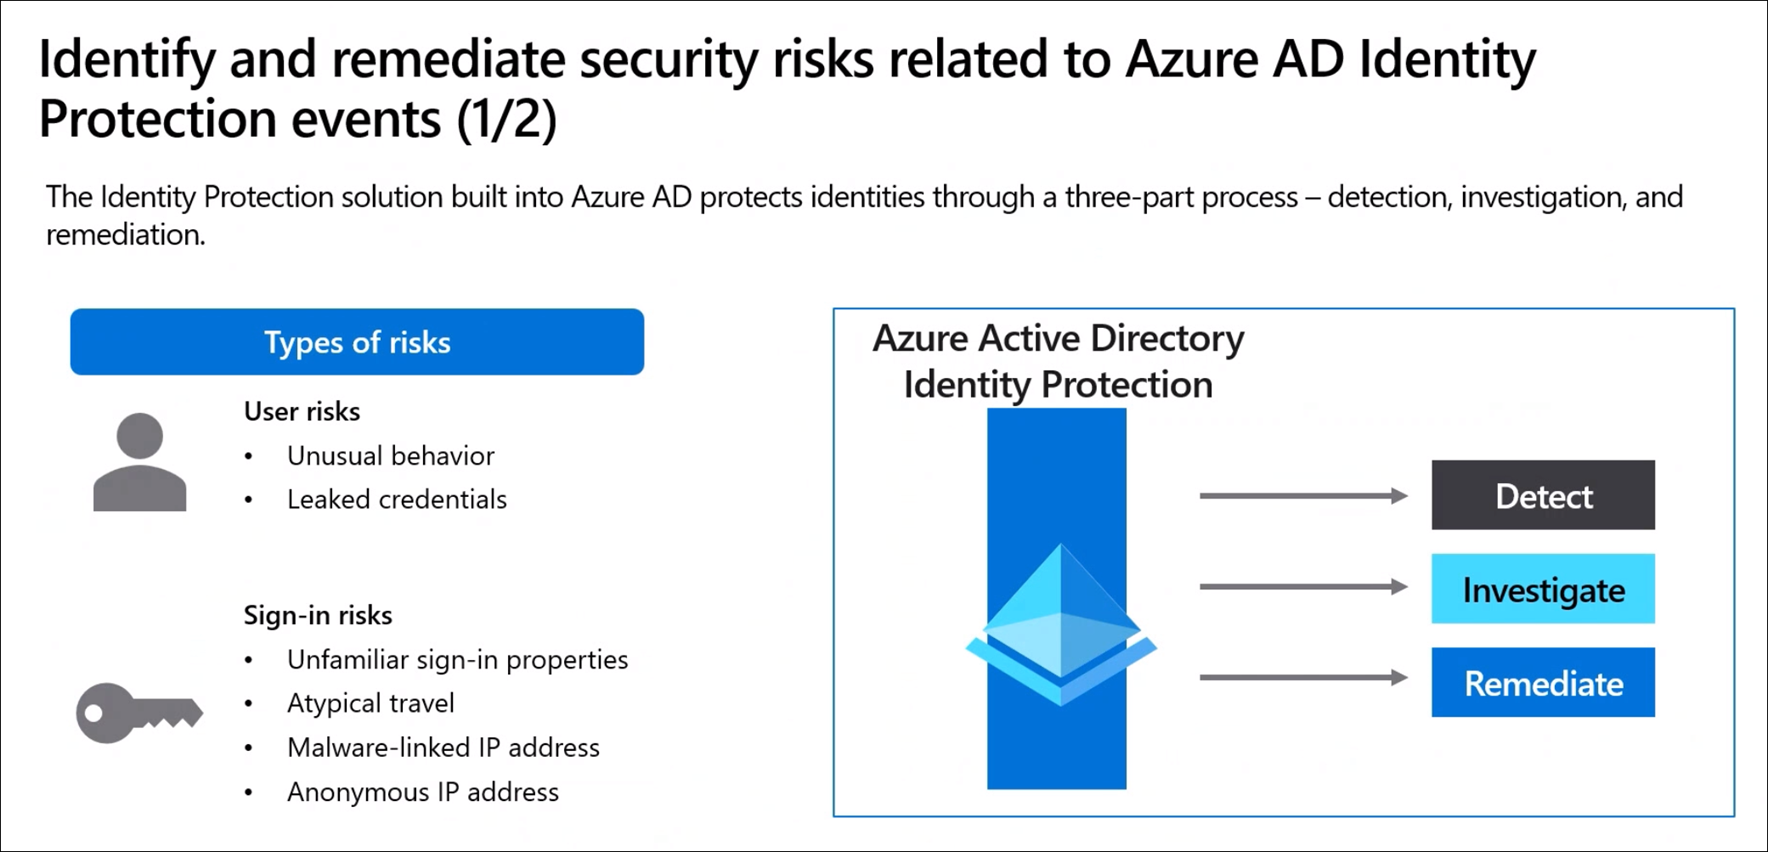 Identify and remediate security risks related to Azure AD Identity
Protection events (1/2)
The Identity Protection solution built into Azure AD protects identities through a three-part process – detection, investigation, and
remediation.
Types of risks
User risks
• Unusual behavior
• Leaked credentials
Sign-in risks
• Unfamiliar sign-in properties
• Atypical travel
• Malware-linked IP address
• Anonymous IP address
Azure Active Directory
Identity Protection
Detect
Investigate
Remediate